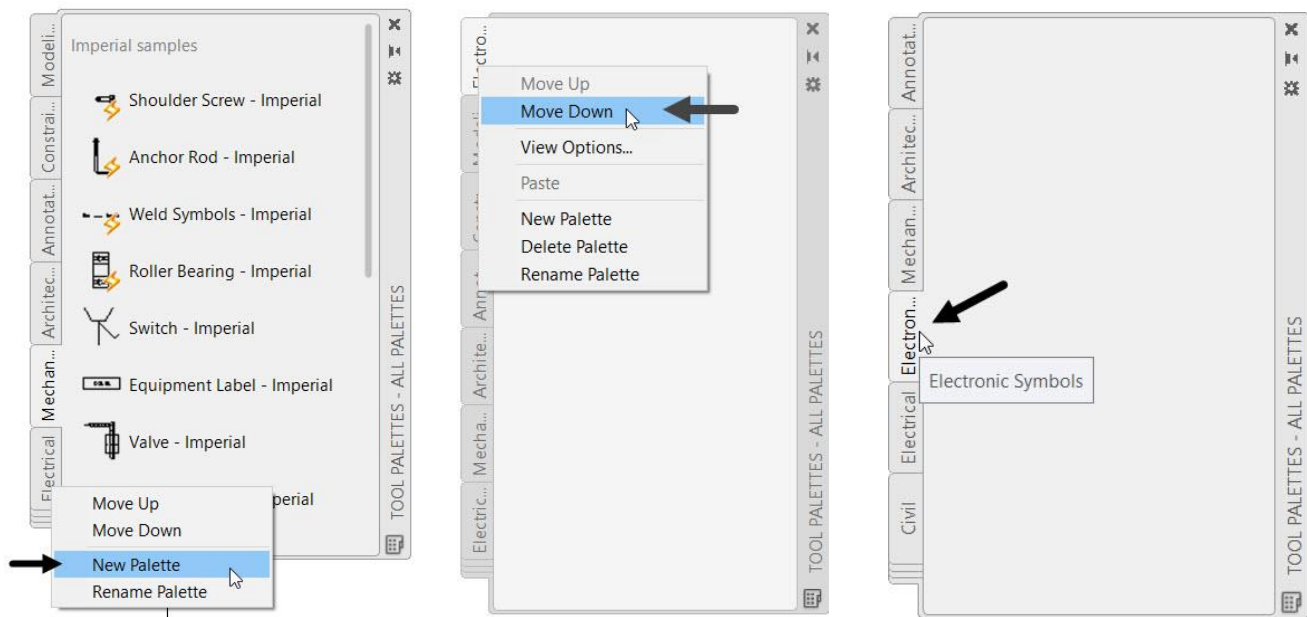 Modeli...
Constrai...
Annotat...
Architec...
Mechan...
Electrical
Imperial samples
Shoulder Screw - Imperial
Anchor Rod - Imperial
Weld Symbols - Imperial
Roller Bearing - Imperial
Switch - Imperial
Equipment Label - Imperial
Valve - Imperial
perial
TOOL PALETTES - ALL PALETTES
Move Up
Move Down
New Palette
Rename Palette
Electro...
Move Up
Move Down
View Options...
Paste
New Palette
Delete Palette
Rename Palette
Archite...
Mecha...
Electric...
TOOL PALETTES - ALL PALETTES
Annotat...
Architec...
Mechan...
Electron...
Electrical
Civil
Electronic Symbols
TOOL PALETTES - ALL PALETTES